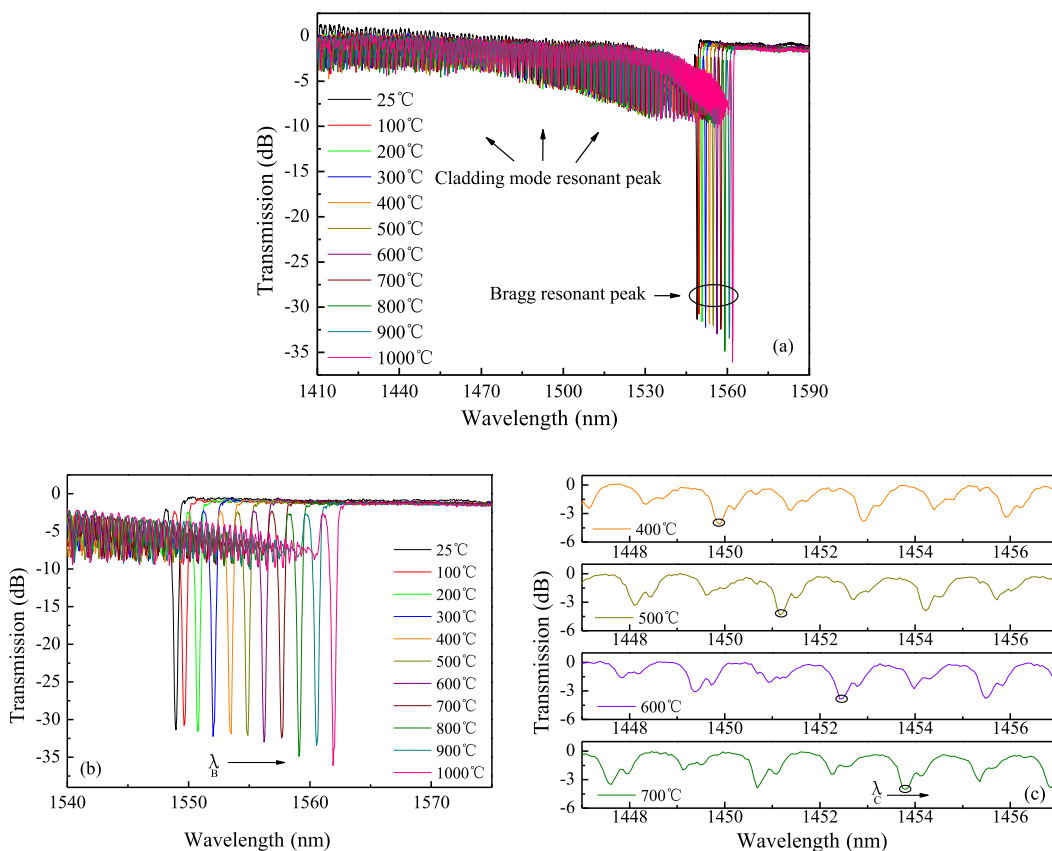 0
-5
-10
-15
-20
-25
-30
-35
Transmission (dB)
25℃
100℃
200℃
300℃
400℃
500℃
600℃
700℃
800℃
900℃
1000℃
Cladding mode resonant peak
Bragg resonant peak
(a)
1410 1440 1470 1500 1530 1560 1590
Wavelength (nm)
0
-5
-10
-15
-20
-25
-30
-35
Transmission (dB)
25℃
100℃
200℃
300℃
400℃
500℃
600℃
700℃
800℃
900℃
1000℃
λB
(b)
1540 1550 1560 1570
Wavelength (nm)
Transmission (dB)
0
-3
-6
400℃
1448 1450 1452 1454 1456
0
-3
-6
500℃
1448 1450 1452 1454 1456
0
-3
-6
600℃
1448 1450 1452 1454 1456
0
-3
-6
700℃
λC
(c)
1448 1450 1452 1454 1456
Wavelength (nm)